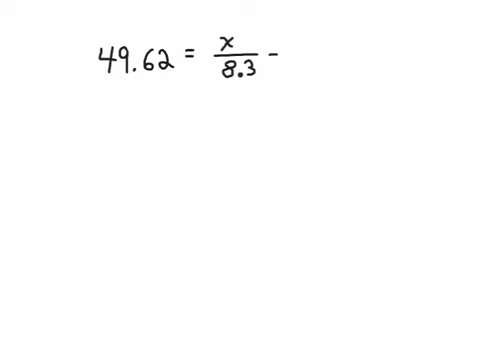 49.62 = x/8.3 -